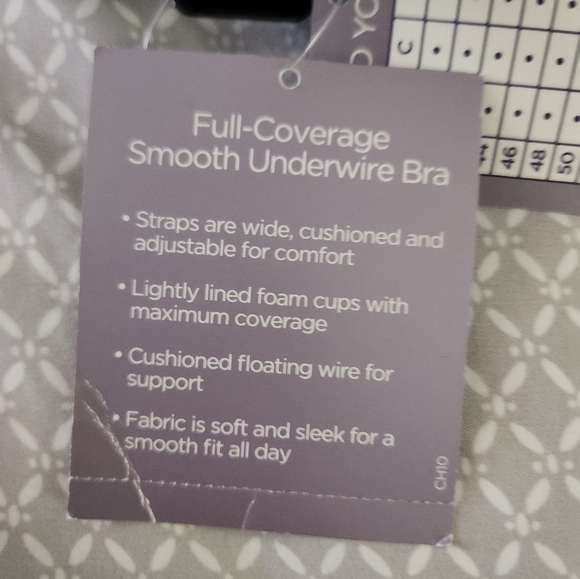 Full-Coverage
Smooth Underwire Bra
• Straps are wide, cushioned and
adjustable for comfort
• Lightly lined foam cups with
maximum coverage
• Cushioned floating wire for
support
• Fabric is soft and sleek for a
smooth fit all day
CH10
C
46
48
50